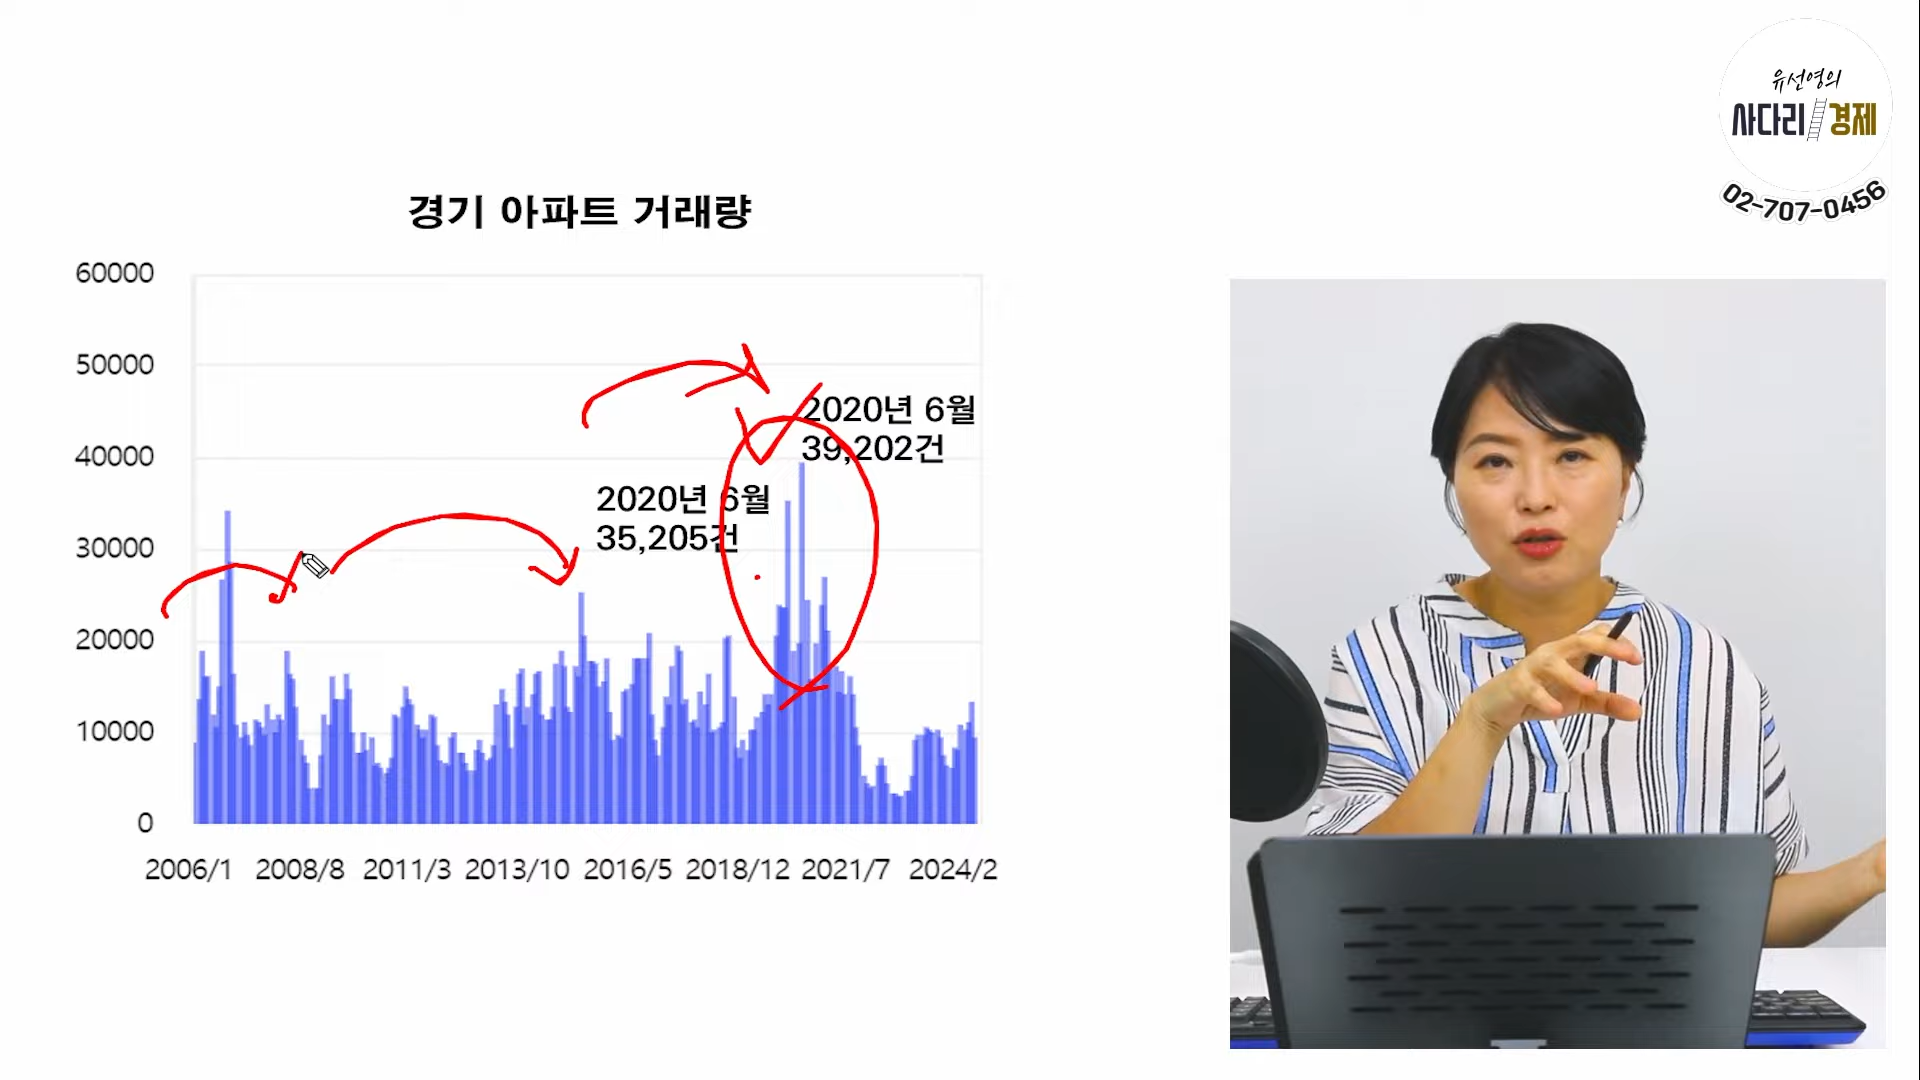 유선영의
사다리 경제
02-707-0456
경기 아파트 거래량
60000
50000
40000
30000
20000
10000
0
2020년 6월
39,202건
2020년 6월
35,205건
2006/1 2008/8 2011/3 2013/10 2016/5 2018/12 2021/7 2024/2